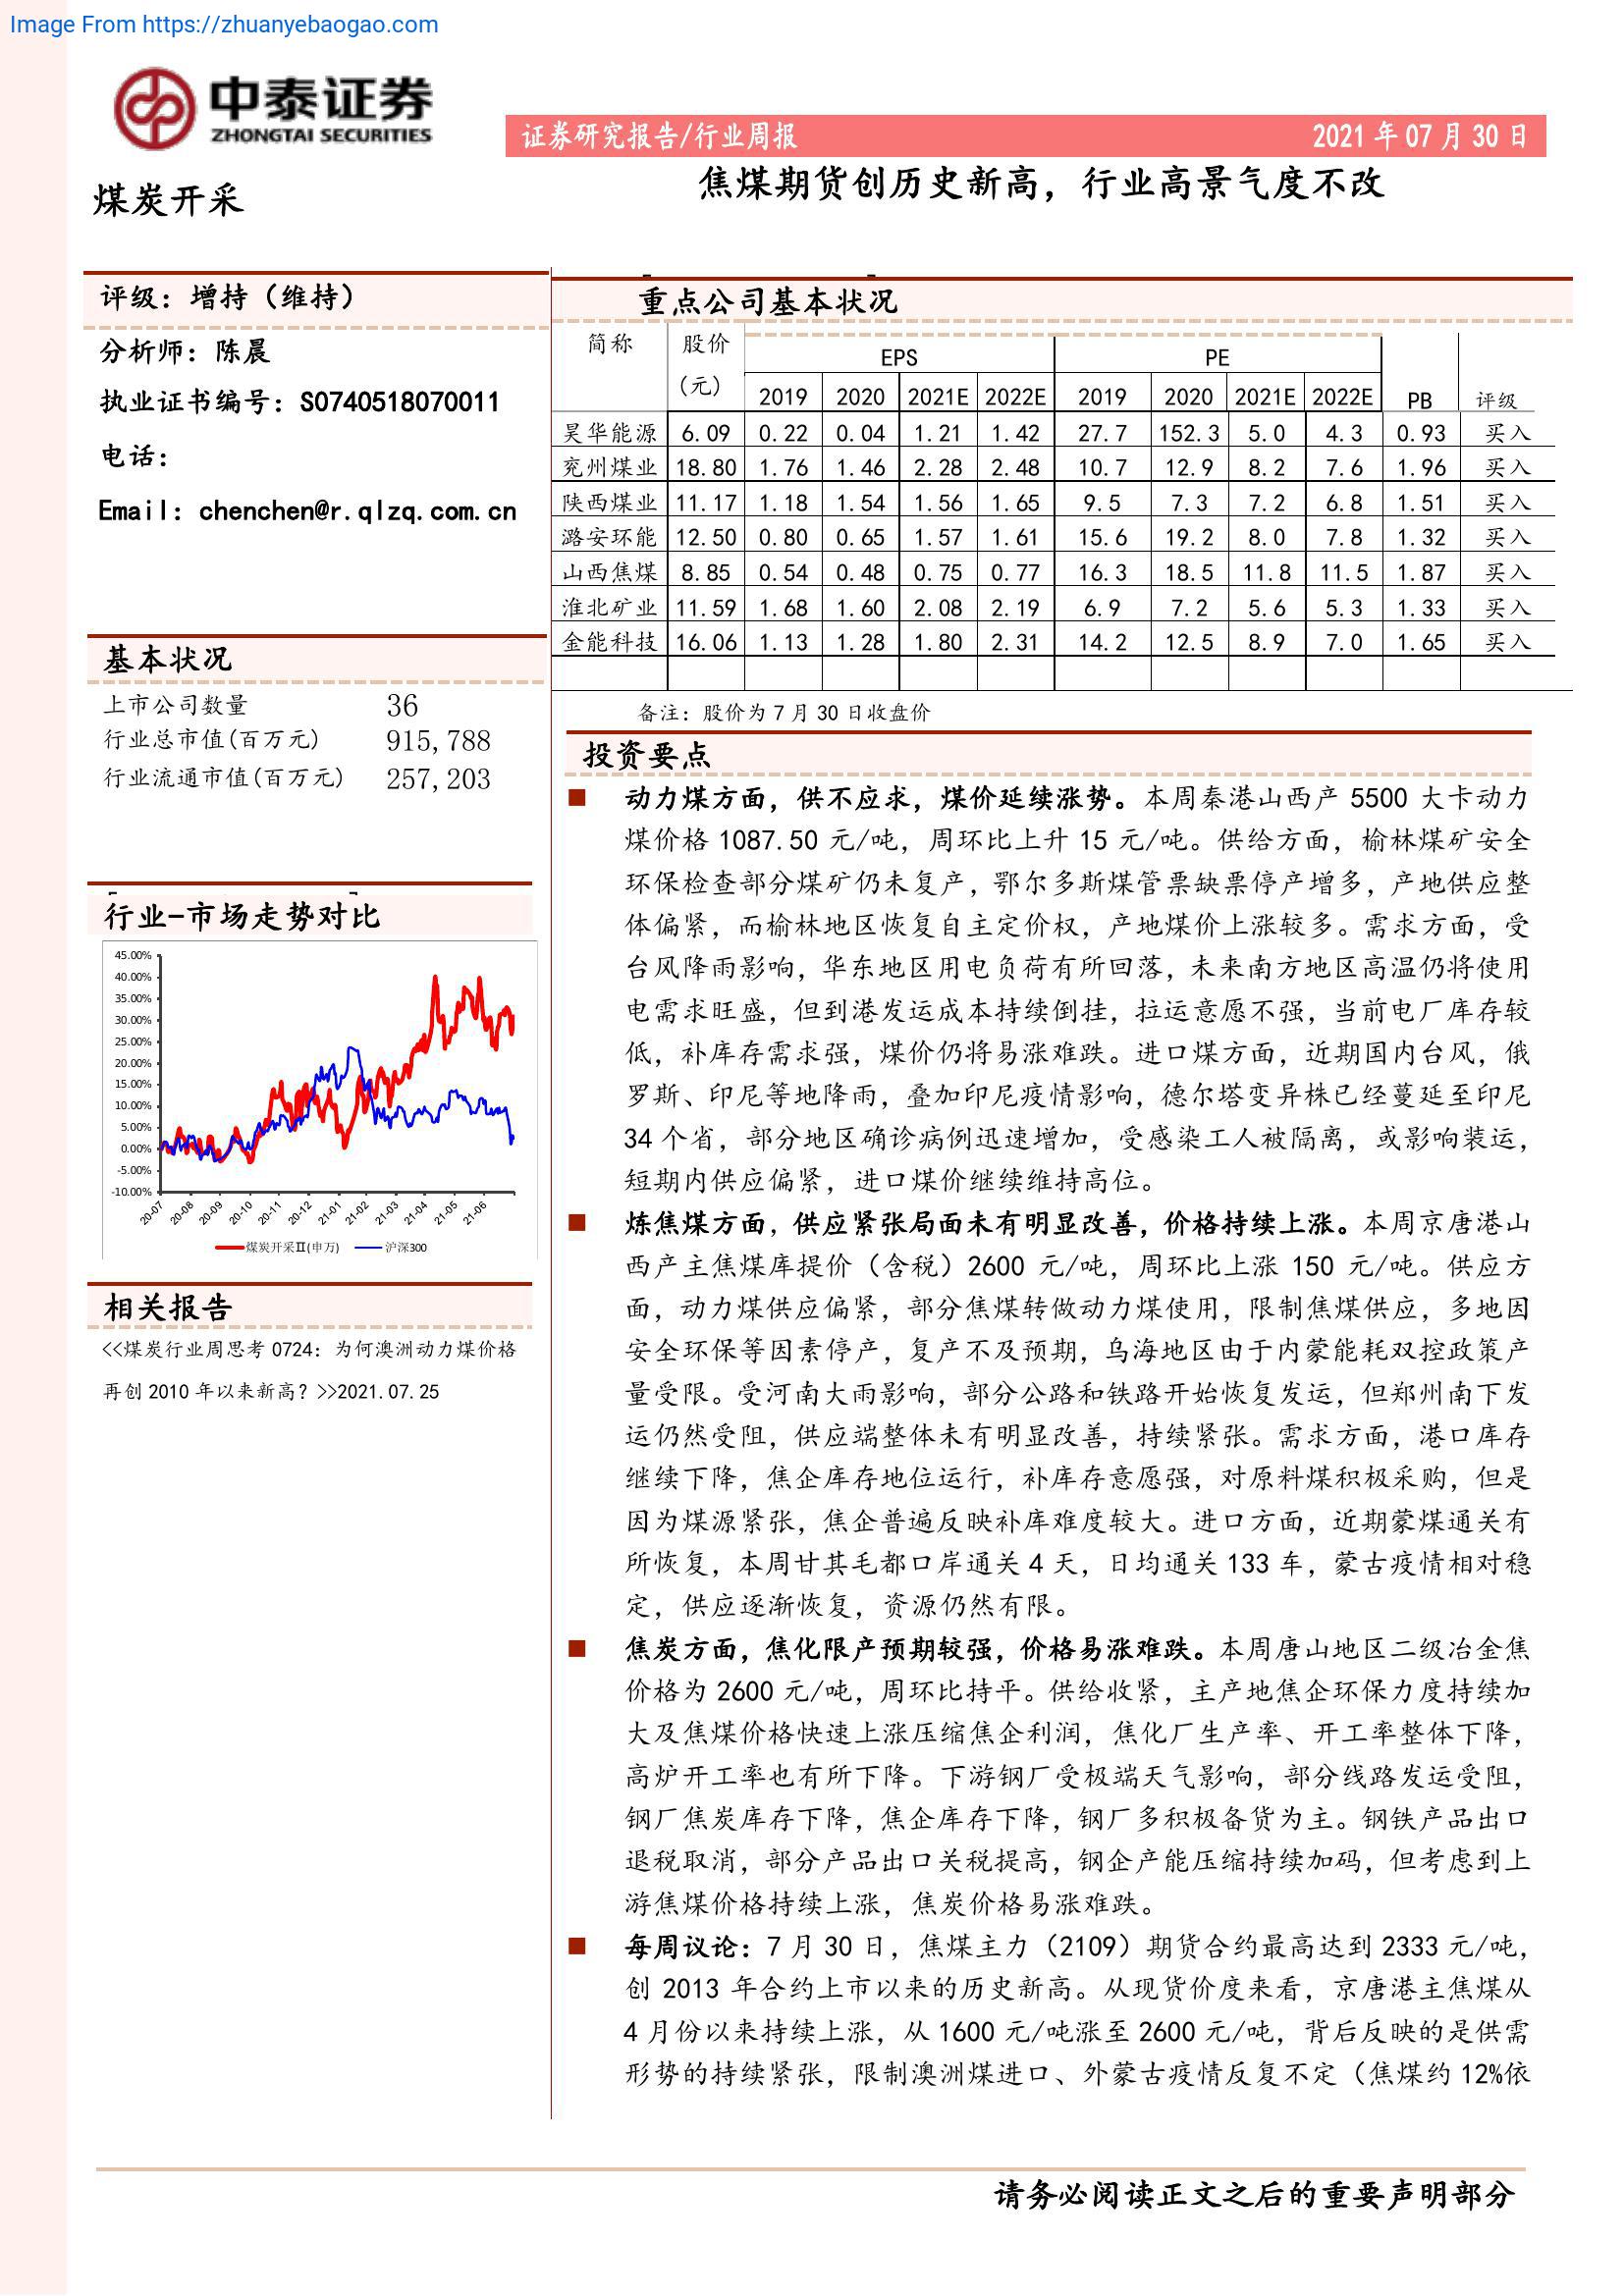 Image From https://zhuanyebaogao.com
中泰证券
ZHONGTAI SECURITIES
证券研究报告/行业周报 2021 年 07 月 30 日
煤炭开采
焦煤期货创历史新高，行业高景气度不改
评级：增持（维持）
分析师：陈晨
执业证书编号：S0740518070011
电话：
Email：chenchen@r.qlzq.com.cn
基本状况
上市公司数量 36
行业总市值(百万元) 915,788
行业流通市值(百万元) 257,203
行业-市场走势对比
45.00%
40.00%
35.00%
30.00%
25.00%
20.00%
15.00%
10.00%
5.00%
0.00%
-5.00%
-10.00%
20-07 20-08 20-09 20-10 20-11 20-12 21-01 21-02 21-03 21-04 21-05 21-06
煤炭开采Ⅱ(申万) 沪深300
相关报告
<<煤炭行业周思考 0724：为何澳洲动力煤价格
再创 2010 年以来新高？>>2021.07.25
重点公司基本状况
简称 股价 EPS PE
(元) 2019 2020 2021E 2022E 2019 2020 2021E 2022E PB 评级
昊华能源 6.09 0.22 0.04 1.21 1.42 27.7 152.3 5.0 4.3 0.93 买入
兖州煤业 18.80 1.76 1.46 2.28 2.48 10.7 12.9 8.2 7.6 1.96 买入
陕西煤业 11.17 1.18 1.54 1.56 1.65 9.5 7.3 7.2 6.8 1.51 买入
潞安环能 12.50 0.80 0.65 1.57 1.61 15.6 19.2 8.0 7.8 1.32 买入
山西焦煤 8.85 0.54 0.48 0.75 0.77 16.3 18.5 11.8 11.5 1.87 买入
淮北矿业 11.59 1.68 1.60 2.08 2.19 6.9 7.2 5.6 5.3 1.33 买入
金能科技 16.06 1.13 1.28 1.80 2.31 14.2 12.5 8.9 7.0 1.65 买入
备注：股价为 7 月 30 日收盘价
投资要点
■ 动力煤方面，供不应求，煤价延续涨势。本周秦港山西产 5500 大卡动力
煤价格 1087.50 元/吨，周环比上升 15 元/吨。供给方面，榆林煤矿安全
环保检查部分煤矿仍未复产，鄂尔多斯煤管票缺票停产增多，产地供应整
体偏紧，而榆林地区恢复自主定价权，产地煤价上涨较多。需求方面，受
台风降雨影响，华东地区用电负荷有所回落，未来南方地区高温仍将使用
电需求旺盛，但到港发运成本持续倒挂，拉运意愿不强，当前电厂库存较
低，补库存需求强，煤价仍将易涨难跌。进口煤方面，近期国内台风，俄
罗斯、印尼等地降雨，叠加印尼疫情影响，德尔塔变异株已经蔓延至印尼
34 个省，部分地区确诊病例迅速增加，受感染工人被隔离，或影响装运，
短期内供应偏紧，进口煤价继续维持高位。
■ 炼焦煤方面，供应紧张局面未有明显改善，价格持续上涨。本周京唐港山
西产主焦煤库提价（含税）2600 元/吨，周环比上涨 150 元/吨。供应方
面，动力煤供应偏紧，部分焦煤转做动力煤使用，限制焦煤供应，多地因
安全环保等因素停产，复产不及预期，乌海地区由于内蒙能耗双控政策产
量受限。受河南大雨影响，部分公路和铁路开始恢复发运，但郑州南下发
运仍然受阻，供应端整体未有明显改善，持续紧张。需求方面，港口库存
继续下降，焦企库存地位运行，补库存意愿强，对原料煤积极采购，但是
因为煤源紧张，焦企普遍反映补库难度较大。进口方面，近期蒙煤通关有
所恢复，本周甘其毛都口岸通关 4 天，日均通关 133 车，蒙古疫情相对稳
定，供应逐渐恢复，资源仍然有限。
■ 焦炭方面，焦化限产预期较强，价格易涨难跌。本周唐山地区二级冶金焦
价格为 2600 元/吨，周环比持平。供给收紧，主产地焦企环保力度持续加
大及焦煤价格快速上涨压缩焦企利润，焦化厂生产率、开工率整体下降，
高炉开工率也有所下降。下游钢厂受极端天气影响，部分线路发运受阻，
钢厂焦炭库存下降，焦企库存下降，钢厂多积极备货为主。钢铁产品出口
退税取消，部分产品出口关税提高，钢企产能压缩持续加码，但考虑到上
游焦煤价格持续上涨，焦炭价格易涨难跌。
■ 每周议论：7 月 30 日，焦煤主力（2109）期货合约最高达到 2333 元/吨，
创 2013 年合约上市以来的历史新高。从现货价度来看，京唐港主焦煤从
4 月份以来持续上涨，从 1600 元/吨涨至 2600 元/吨，背后反映的是供需
形势的持续紧张，限制澳洲煤进口、外蒙古疫情反复不定（焦煤约 12%依
请务必阅读正文之后的重要声明部分